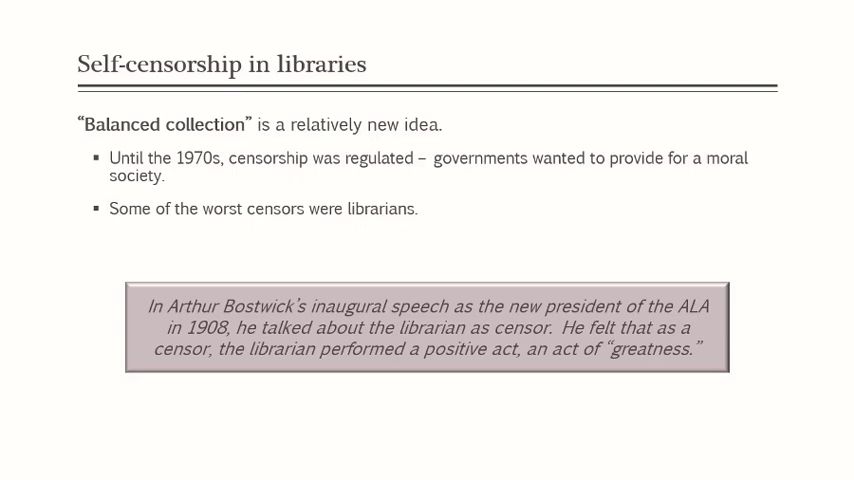 Self-censorship in libraries
“Balanced collection” is a relatively new idea.
▪ Until the 1970s, censorship was regulated – governments wanted to provide for a moral
society.
▪ Some of the worst censors were librarians.
In Arthur Bostwick’s inaugural speech as the new president of the ALA
in 1908, he talked about the librarian as censor. He felt that as a
censor, the librarian performed a positive act, an act of “greatness.”